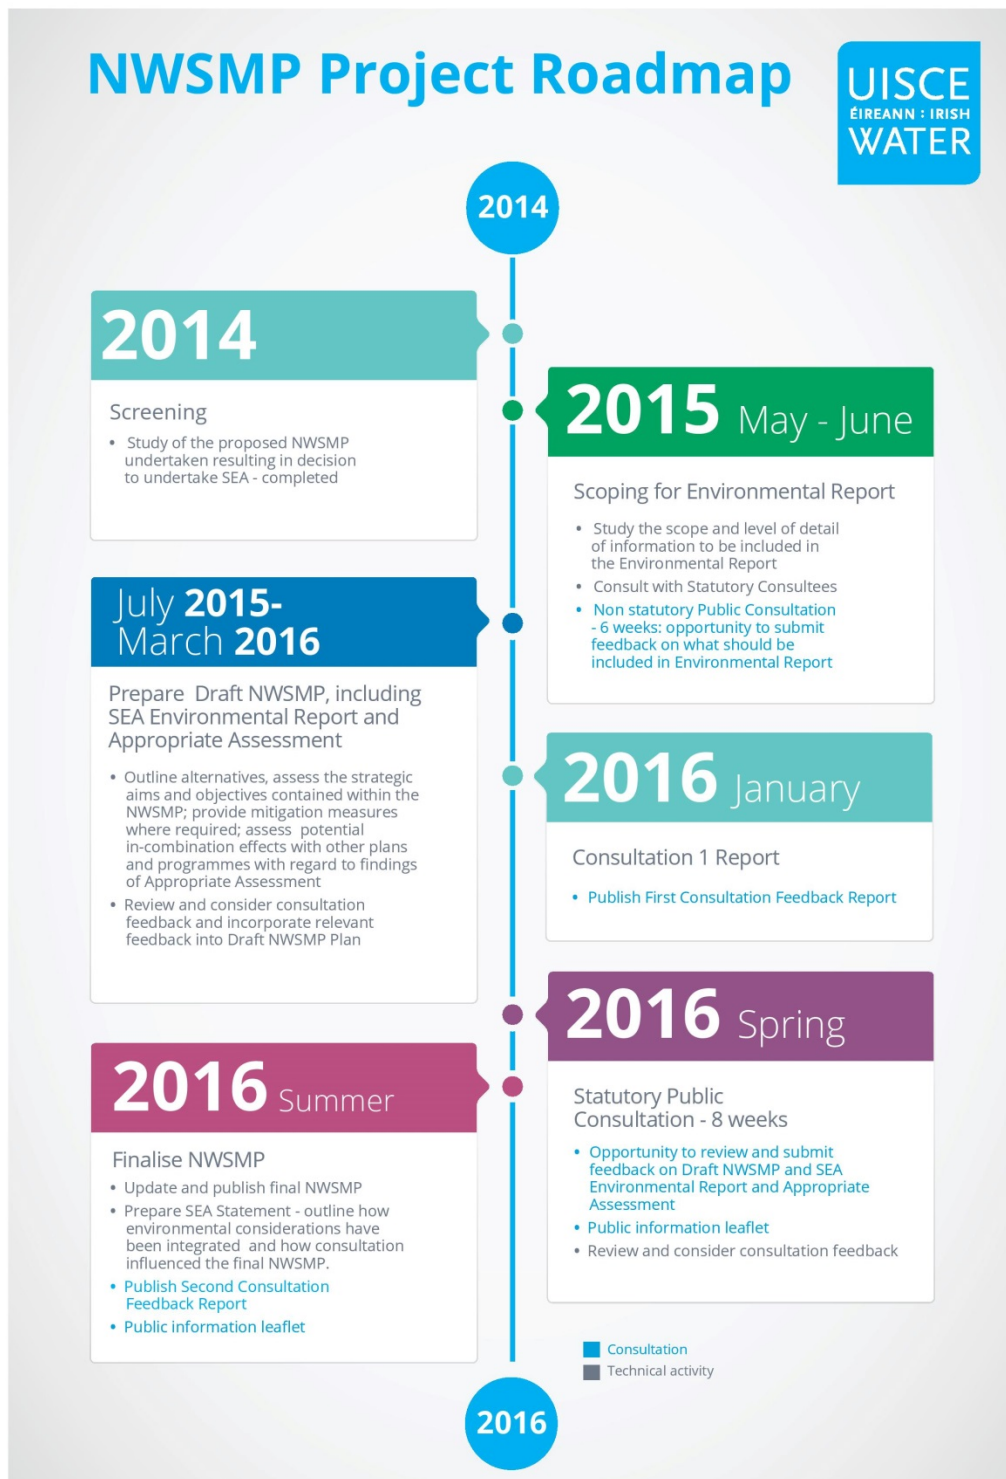 NWSMP Project Roadmap
UISCE
ÉIREANN : IRISH
WATER
2014
2014
Screening
• Study of the proposed NWSMP
undertaken resulting in decision
to undertake SEA - completed
2015 May - June
Scoping for Environmental Report
• Study the scope and level of detail
of information to be included in
the Environmental Report
• Consult with Statutory Consultees
• Non statutory Public Consultation
- 6 weeks: opportunity to submit
feedback on what should be
included in Environmental Report
July 2015-
March 2016
Prepare Draft NWSMP, including
SEA Environmental Report and
Appropriate Assessment
• Outline alternatives, assess the strategic
aims and objectives contained within the
NWSMP; provide mitigation measures
where required; assess potential
in-combination effects with other plans
and programmes with regard to findings
of Appropriate Assessment
• Review and consider consultation
feedback and incorporate relevant
feedback into Draft NWSMP Plan
2016 January
Consultation 1 Report
• Publish First Consultation Feedback Report
2016 Spring
Statutory Public
Consultation - 8 weeks
• Opportunity to review and submit
feedback on Draft NWSMP and SEA
Environmental Report and Appropriate
Assessment
• Public information leaflet
• Review and consider consultation feedback
2016 Summer
Finalise NWSMP
• Update and publish final NWSMP
• Prepare SEA Statement - outline how
environmental considerations have
been integrated and how consultation
influenced the final NWSMP.
• Publish Second Consultation
Feedback Report
• Public information leaflet
Consultation
Technical activity
2016